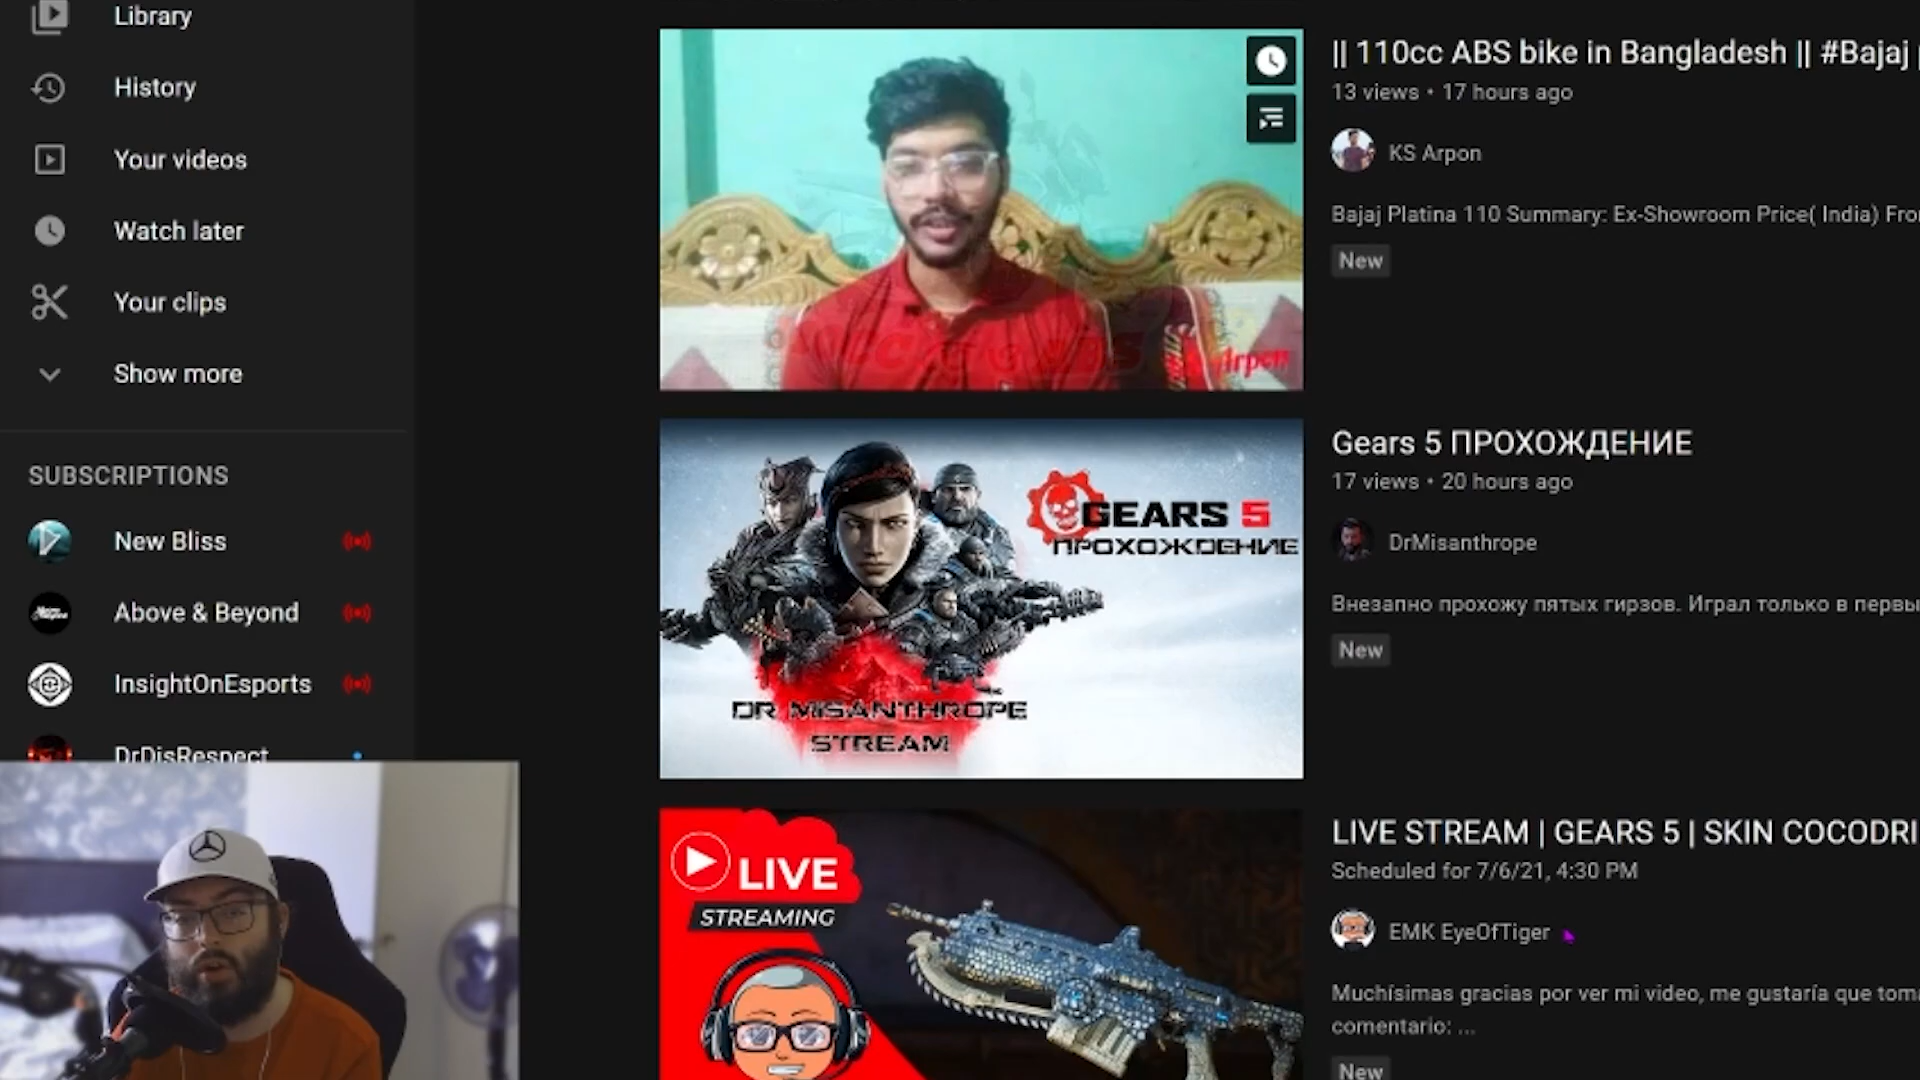 Library
History
Your videos
Watch later
Your clips
Show more
SUBSCRIPTIONS
New Bliss
Above & Beyond
InsightOnEsports
DrDisRespect
Arpon
|| 110cc ABS bike in Bangladesh || #Bajaj
13 views • 17 hours ago
KS Arpon
Bajaj Platina 110 Summary: Ex-Showroom Price( India)
New
GEARS 5
ПРОХОЖДЕНИЕ
DR MISANTHROPE
STREAM
Gears 5 ПРОХОЖДЕНИЕ
17 views • 20 hours ago
DrMisanthrope
Внезапно прохожу пятых гирзов. Играл только в первы
New
LIVE
STREAMING
LIVE STREAM | GEARS 5 | SKIN COCODRI
Scheduled for 7/6/21, 4:30 PM
EMK EyeOfTiger
Muchísimas gracias por ver mi video, me gustaría que tom
comentario: ...
New